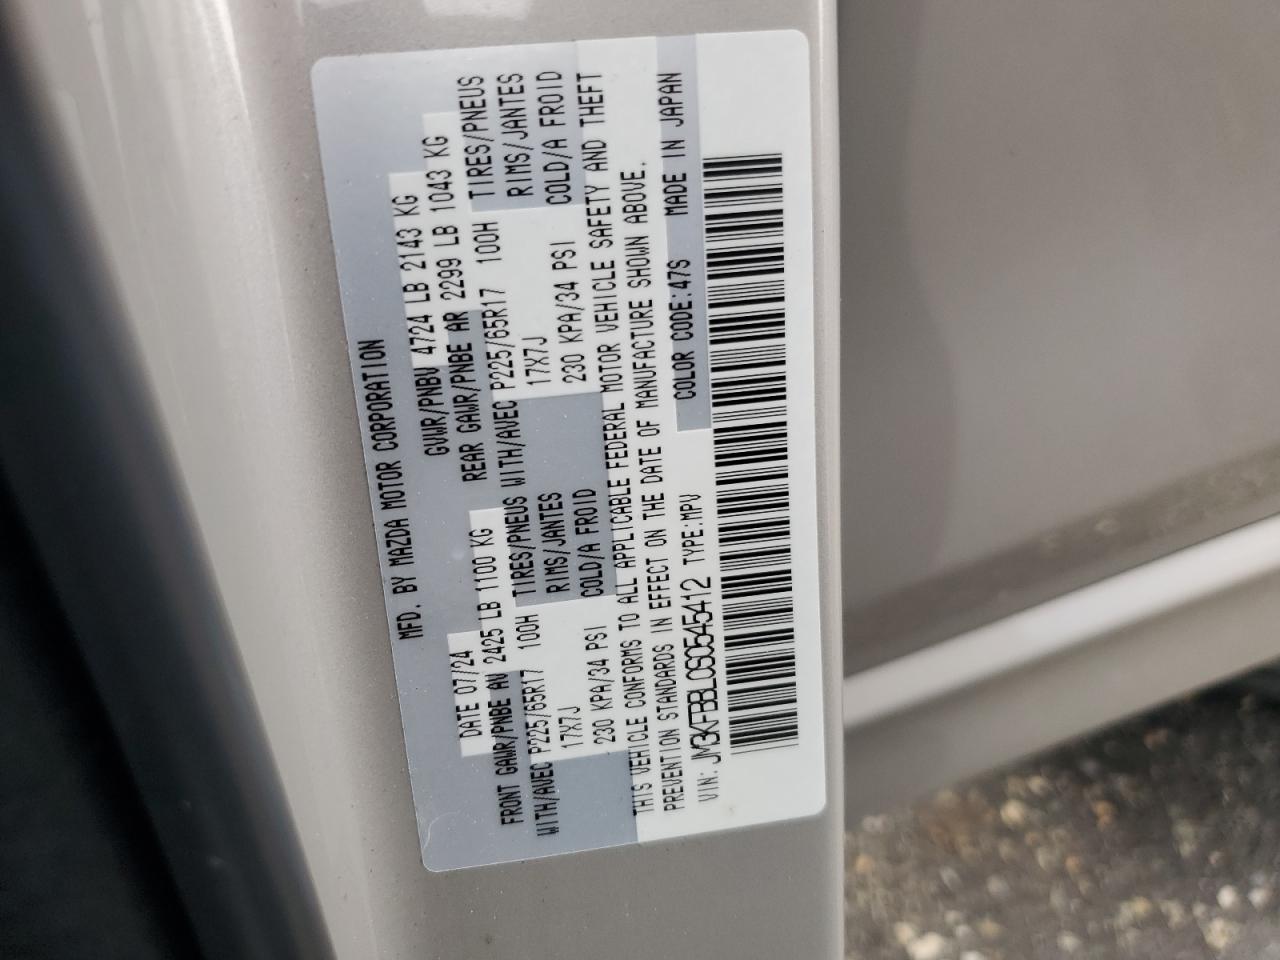 MFD. BY MAZDA MOTOR CORPORATION
DATE 07/24 GVWR/PNBV 4724 LB 2143 KG
FRONT GAWR/PNBE AV 2425 LB 1100 KG REAR GAWR/PNBE AR 2299 LB 1043 KG
WITH/AVEC P225/65R17 100H TIRES/PNEUS WITH/AVEC P225/65R17 100H TIRES/PNEUS
17X7J RIMS/JANTES 17X7J RIMS/JANTES
230 KPA/34 PSI COLD/A FROID 230 KPA/34 PSI COLD/A FROID
THIS VEHICLE CONFORMS TO ALL APPLICABLE FEDERAL MOTOR VEHICLE SAFETY AND THEFT
PREVENTION STANDARDS IN EFFECT ON THE DATE OF MANUFACTURE SHOWN ABOVE.
VIN: JM3KFBBL0S0545412 TYPE:MPV COLOR CODE:47S MADE IN JAPAN